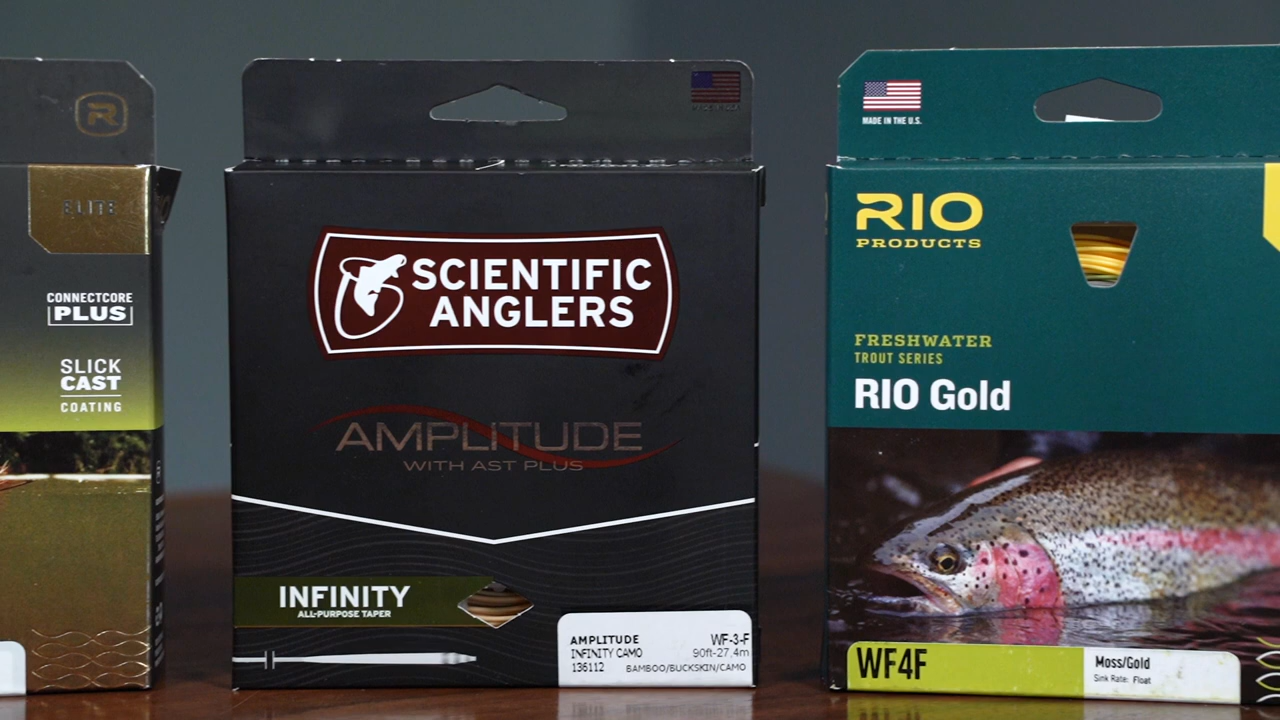 R
ELITE
CONNECTCORE
PLUS
SLICK
CAST
COATING
SCIENTIFIC
ANGLERS
AMPLITUDE
WITH AST PLUS
INFINITY
ALL-PURPOSE TAPER
AMPLITUDE WF-3-F
INFINITY CAMO 90ft-27.4m
136112 BAMBOO/BUCKSKIN/CAMO
MADE IN THE U.S.
RIO
PRODUCTS
FRESHWATER
TROUT SERIES
RIO Gold
WF4F
Moss/Gold
Sink Rate: Float